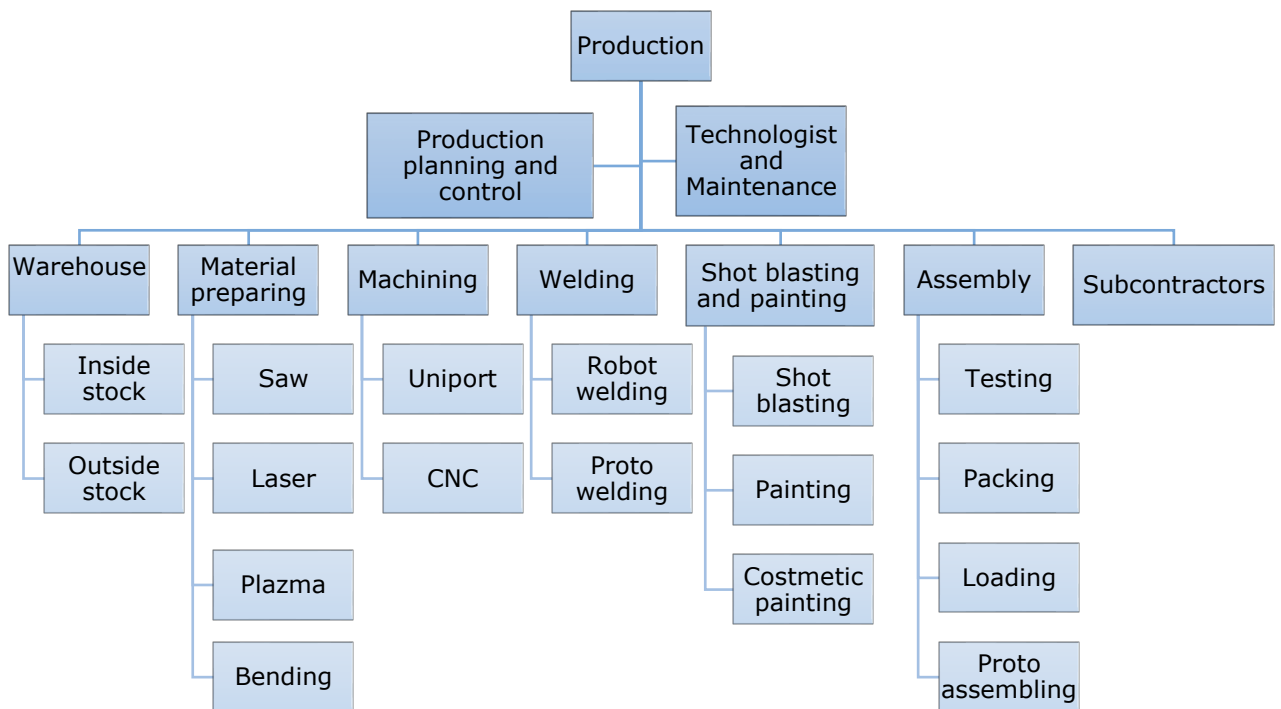 Production
Production
planning and
control
Technologist
and
Maintenance
Warehouse
Material
preparing
Machining
Welding
Shot blasting
and painting
Assembly
Subcontractors
Inside
stock
Outside
stock
Saw
Laser
Plazma
Bending
Uniport
CNC
Robot
welding
Proto
welding
Shot
blasting
Painting
Costmetic
painting
Testing
Packing
Loading
Proto
assembling